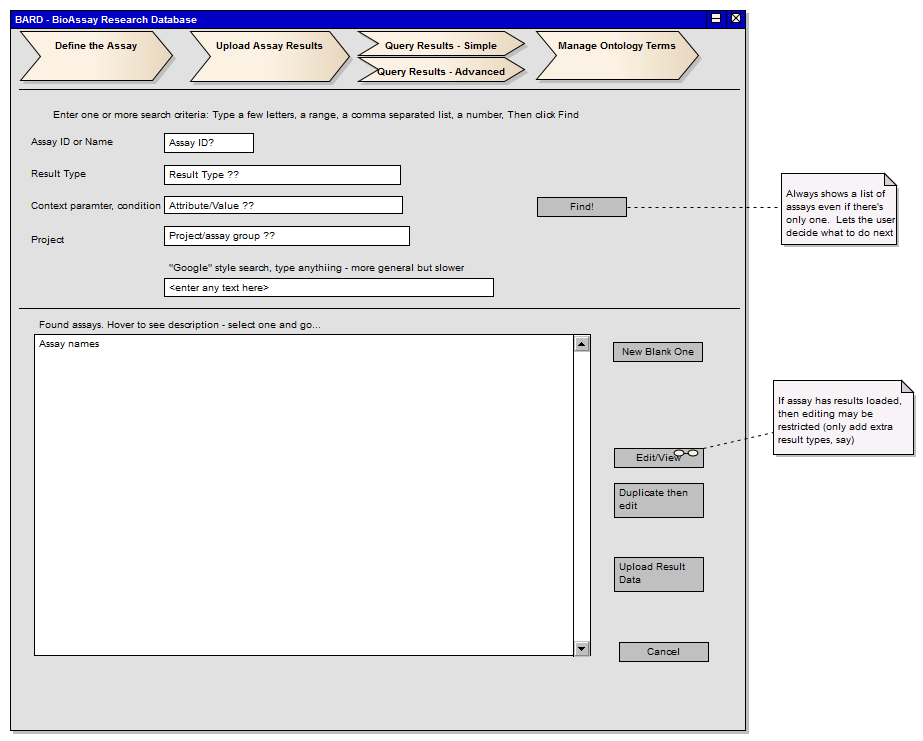 BARD - BioAssay Research Database
Define the Assay
Upload Assay Results
Query Results - Simple
Query Results - Advanced
Manage Ontology Terms
Enter one or more search criteria: Type a few letters, a range, a comma separated list, a number, Then click Find
Assay ID or Name
Assay ID?
Result Type
Result Type ??
Context paramter, condition
Attribute/Value ??
Find!
Project
Project/assay group ??
"Google" style search, type anythiing - more general but slower
<enter any text here>
Always shows a list of
assays even if there's
only one. Lets the user
decide what to do next
Found assays. Hover to see description - select one and go...
Assay names
New Blank One
Edit/View
Duplicate then
edit
Upload Result
Data
Cancel
If assay has results loaded,
then editing may be
restricted (only add extra
result types, say)